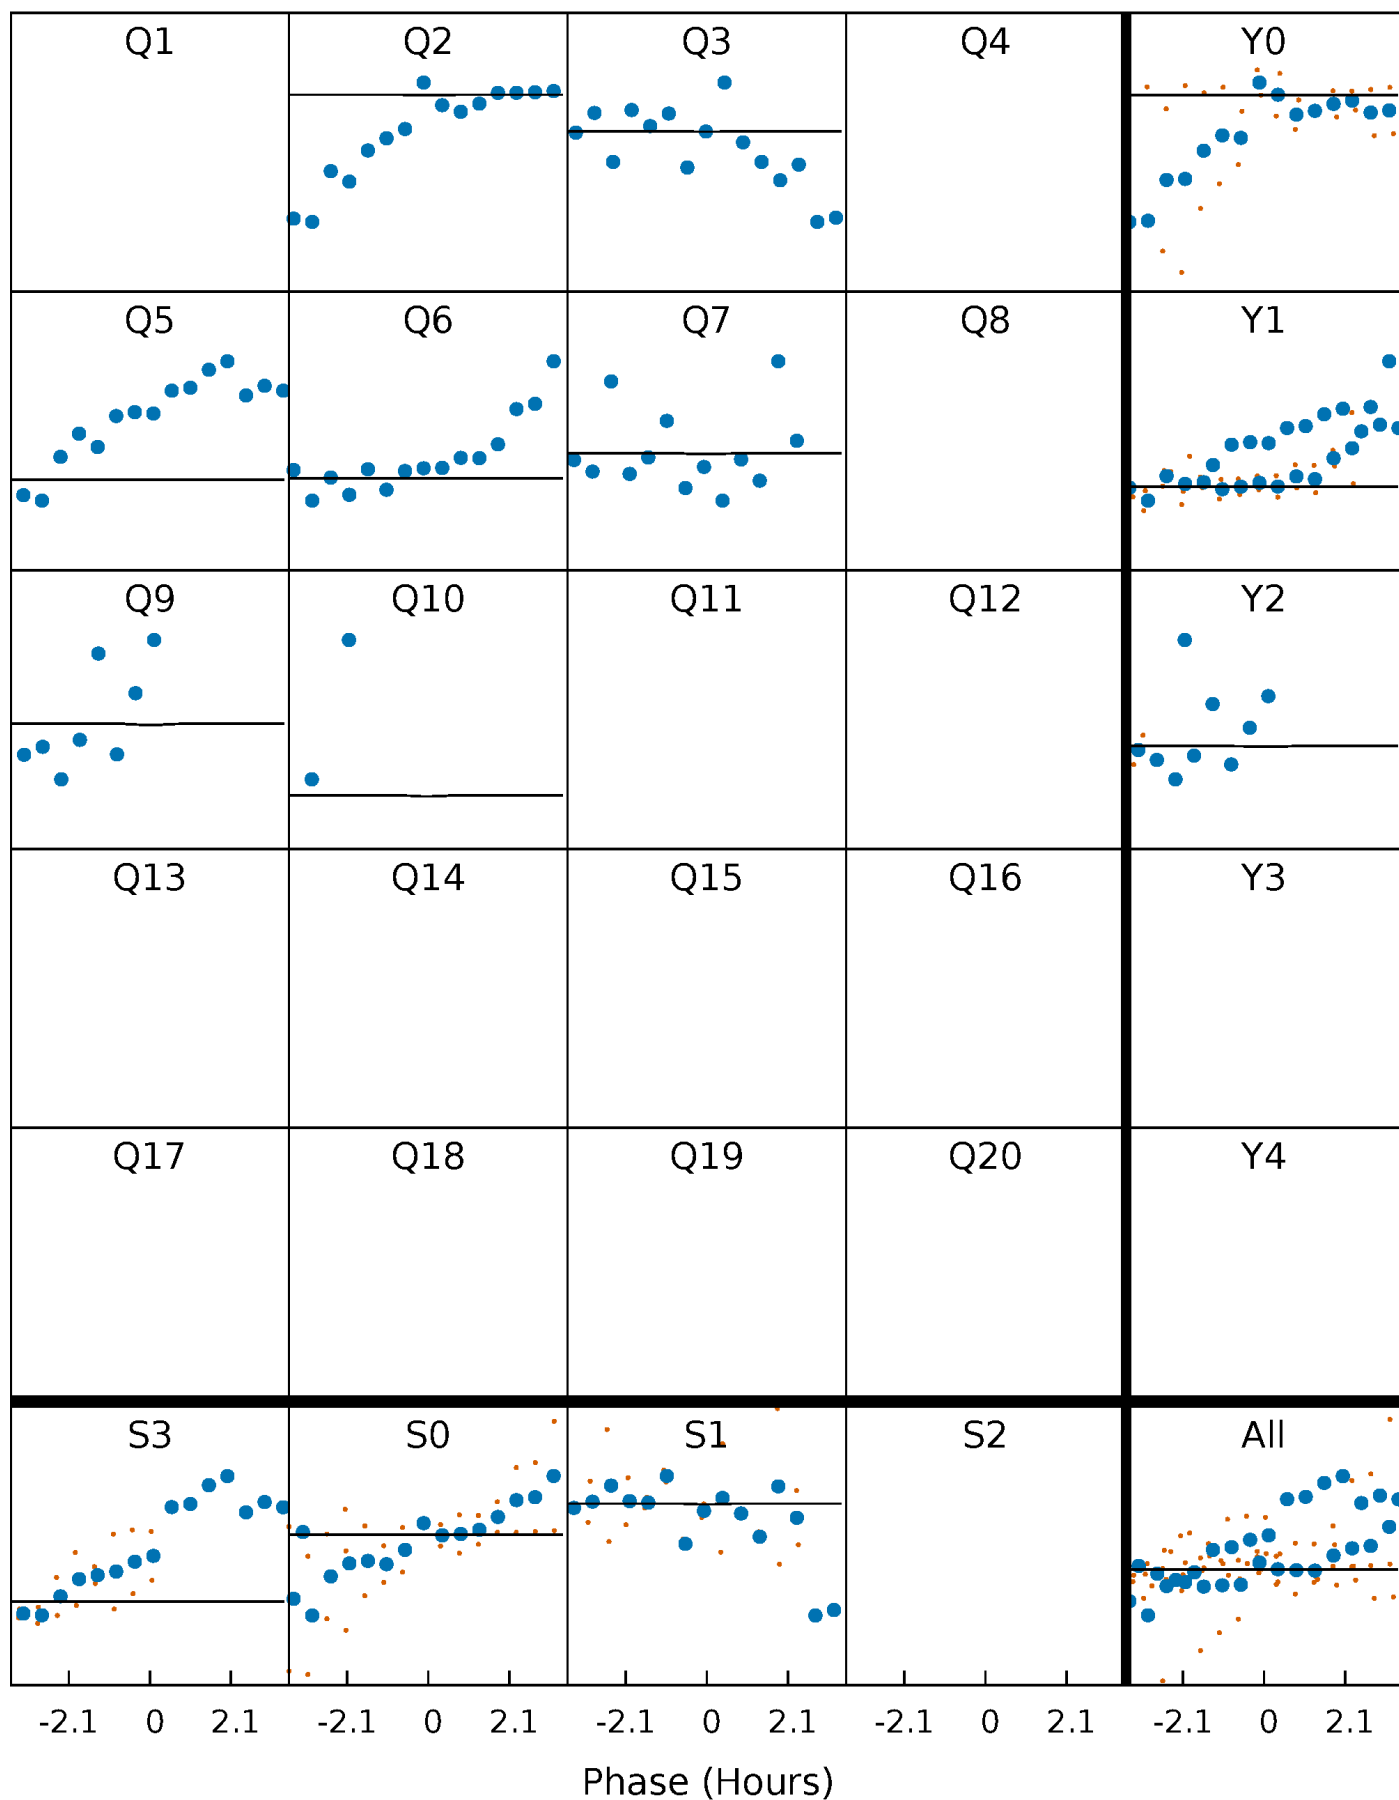 Q1 Q2 Q3 Q4 Y0
Q5 Q6 Q7 Q8 Y1
Q9 Q10 Q11 Q12 Y2
Q13 Q14 Q15 Q16 Y3
Q17 Q18 Q19 Q20 Y4
S3 S0 S1 S2 All
-2.1 0 2.1 -2.1 0 2.1 -2.1 0 2.1 -2.1 0 2.1 -2.1 0 2.1
Phase (Hours)